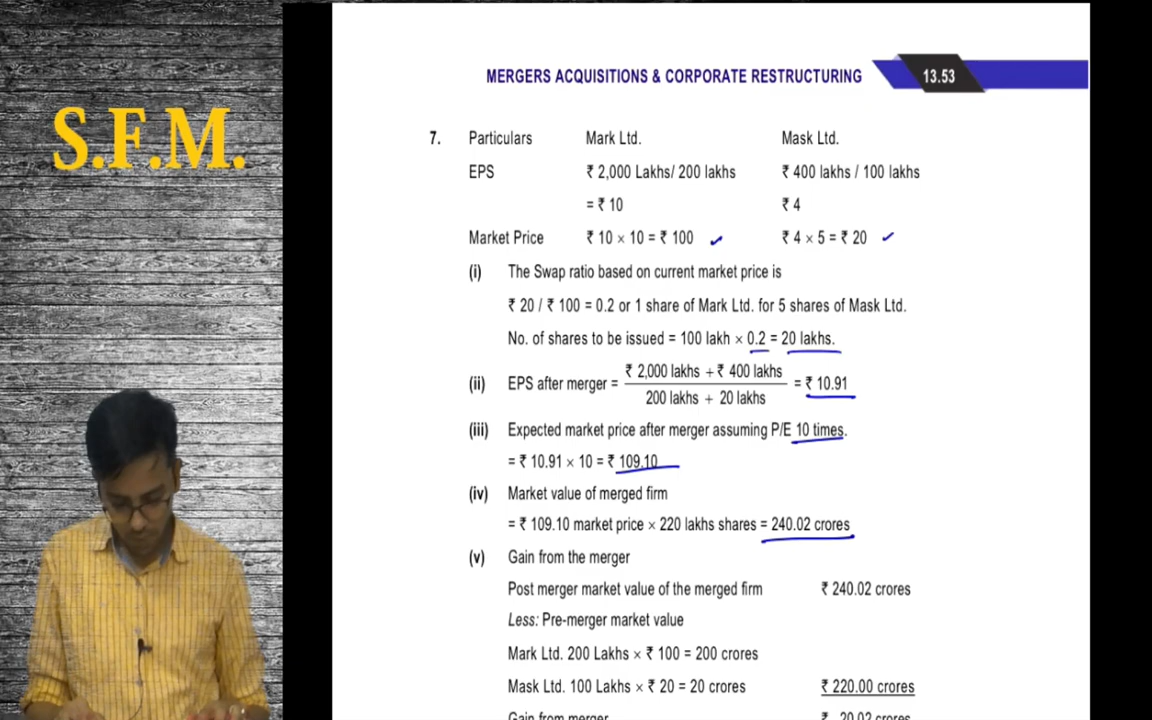 S.F.M.
MERGERS ACQUISITIONS & CORPORATE RESTRUCTURING 13.53
7. Particulars Mark Ltd. Mask Ltd.
EPS ₹ 2,000 Lakhs/ 200 lakhs ₹ 400 lakhs / 100 lakhs
= ₹ 10 ₹ 4
Market Price ₹ 10 × 10 = ₹ 100 ₹ 4 × 5 = ₹ 20
(i) The Swap ratio based on current market price is
₹ 20 / ₹ 100 = 0.2 or 1 share of Mark Ltd. for 5 shares of Mask Ltd.
No. of shares to be issued = 100 lakh × 0.2 = 20 lakhs.
(ii) EPS after merger = ₹ 2,000 lakhs + ₹ 400 lakhs / 200 lakhs + 20 lakhs = ₹ 10.91
(iii) Expected market price after merger assuming P/E 10 times.
= ₹ 10.91 × 10 = ₹ 109.10
(iv) Market value of merged firm
= ₹ 109.10 market price × 220 lakhs shares = 240.02 crores
(v) Gain from the merger
Post merger market value of the merged firm ₹ 240.02 crores
Less: Pre-merger market value
Mark Ltd. 200 Lakhs × ₹ 100 = 200 crores
Mask Ltd. 100 Lakhs × ₹ 20 = 20 crores ₹ 220.00 crores
Gain from merger ₹ 20.02 crores